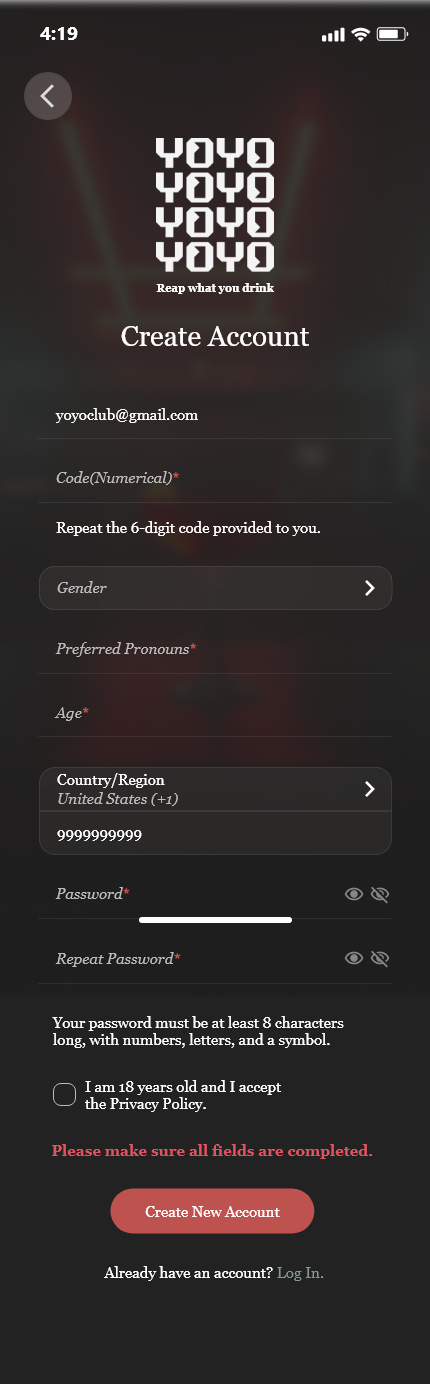 4:19
YOYO
YOYO
YOYO
YOYO
Reap what you drink
Create Account
yoyoclub@gmail.com
Code(Numerical)*
Repeat the 6-digit code provided to you.
Gender
Preferred Pronouns*
Age*
Country/Region
United States (+1)
9999999999
Password*
Repeat Password*
Your password must be at least 8 characters
long, with numbers, letters, and a symbol.
I am 18 years old and I accept
the Privacy Policy.
Please make sure all fields are completed.
Create New Account
Already have an account? Log In.